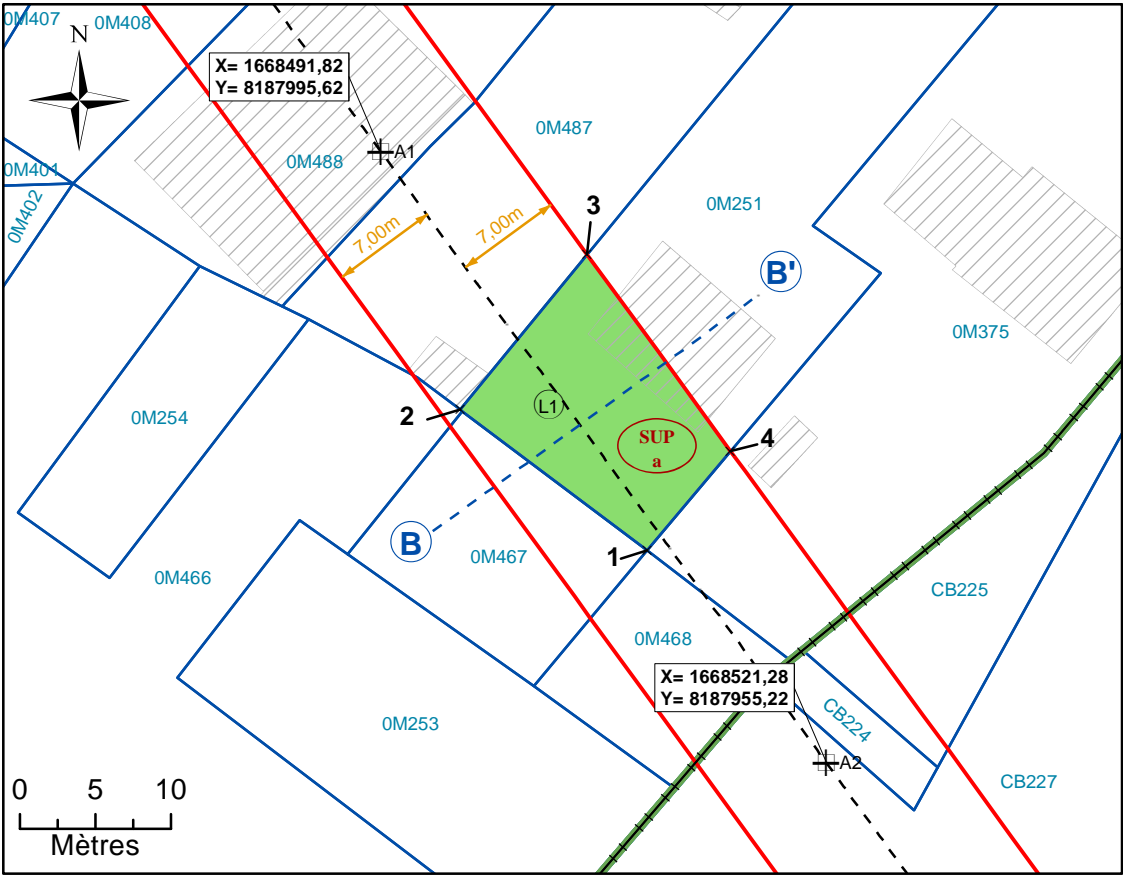 0M407
0M408
N
X= 1668491,82
Y= 8187995,62
0M487
0M488
A1
0M401
0M402
7,00m
7,00m
3
0M251
B'
0M375
0M254
2
L1
SUP
a
4
B
1
0M467
0M466
CB225
0M468
X= 1668521,28
Y= 8187955,22
CB224
0M253
A2
CB227
0 5 10
Mètres